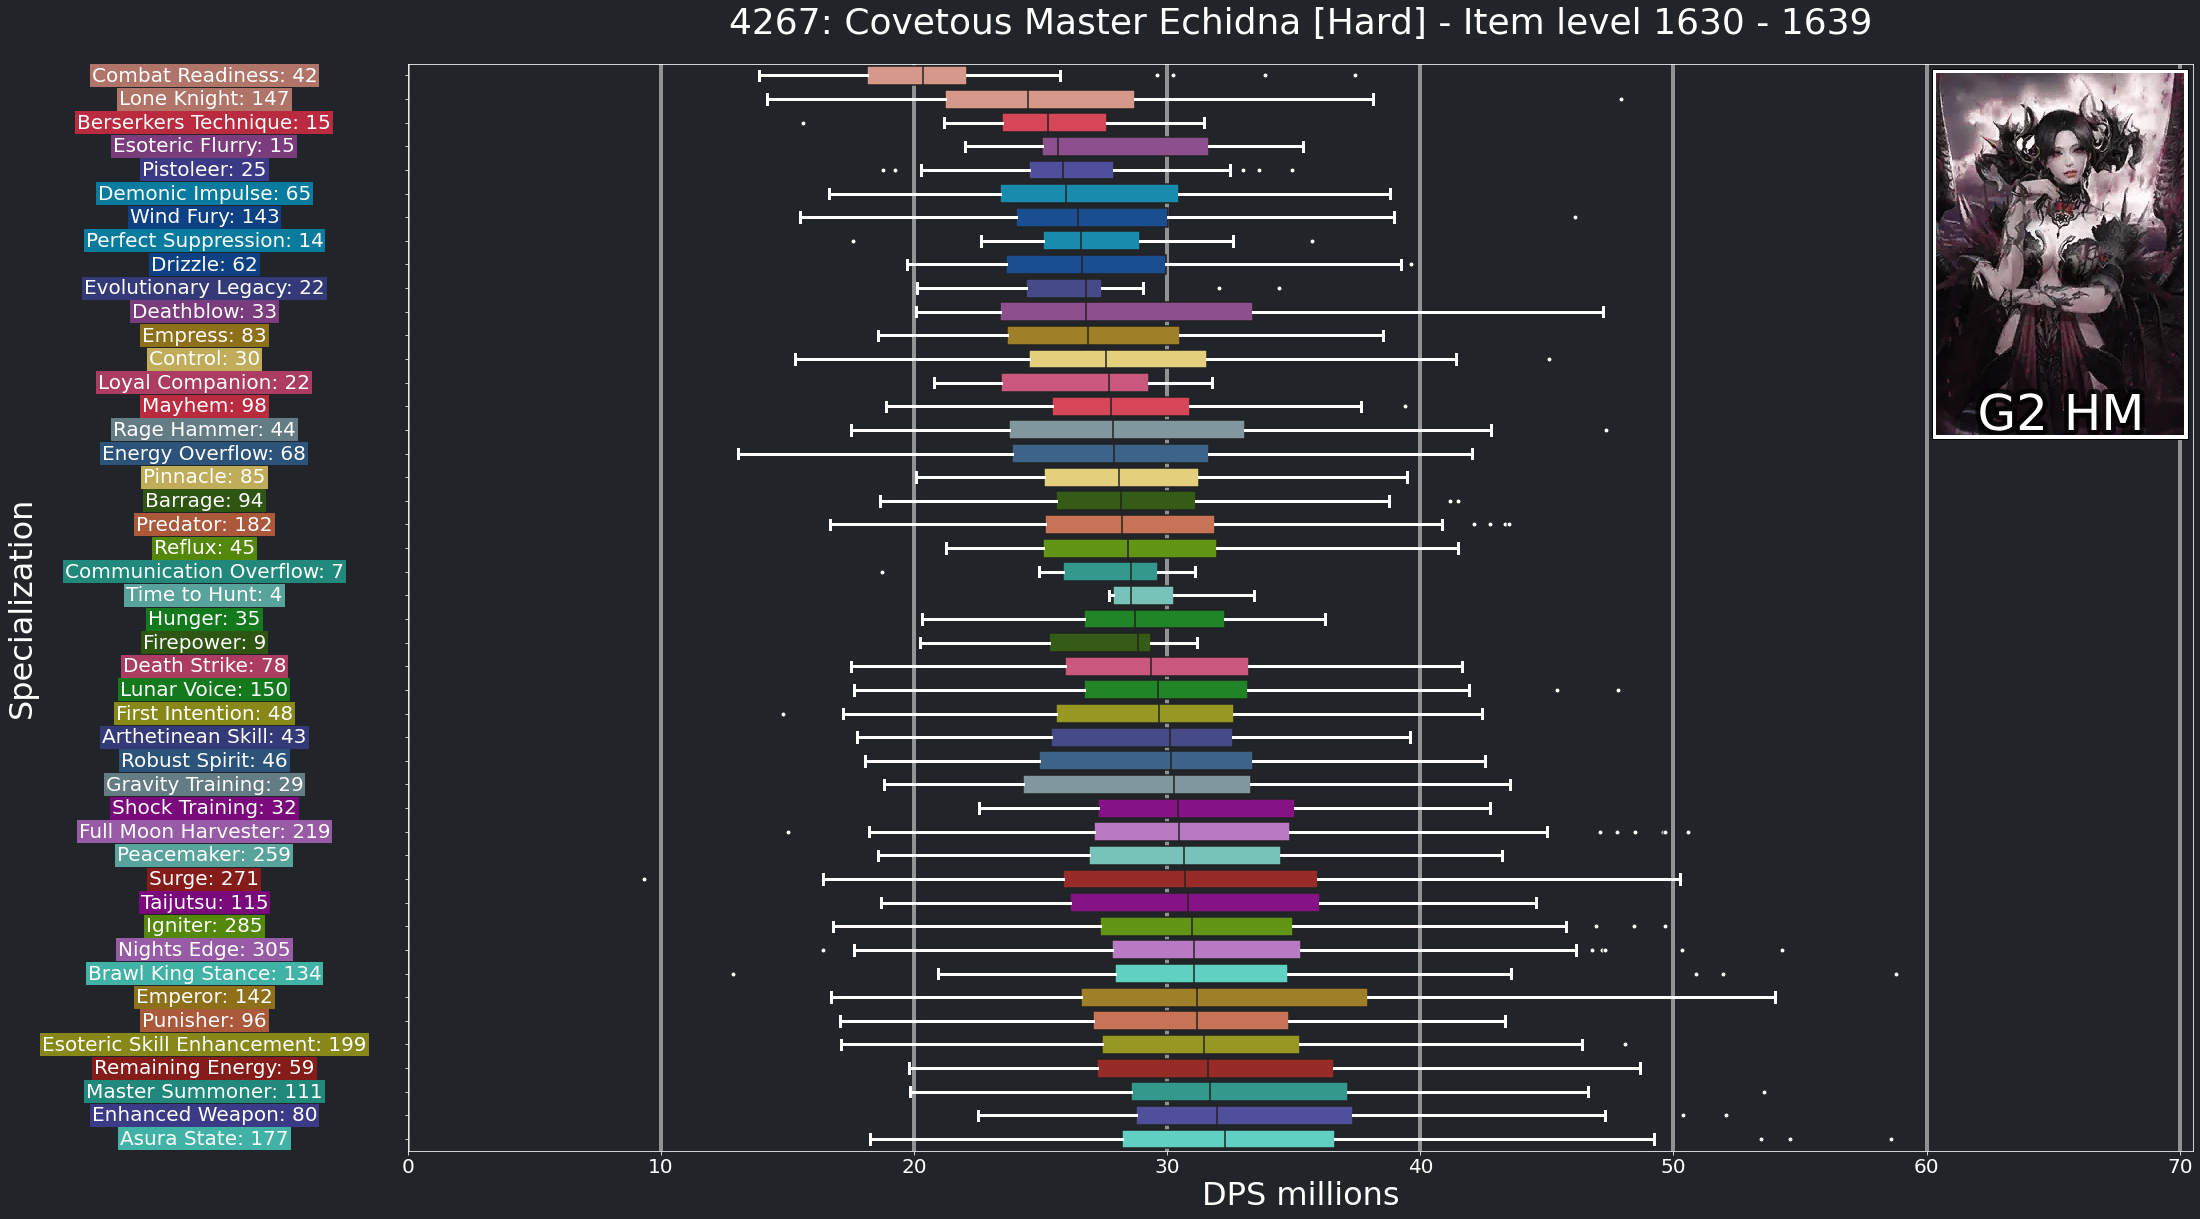 4267: Covetous Master Echidna [Hard] - Item level 1630 - 1639
Combat Readiness: 42
Lone Knight: 147
Berserkers Technique: 15
Esoteric Flurry: 15
Pistoleer: 25
Demonic Impulse: 65
Wind Fury: 143
Perfect Suppression: 14
Drizzle: 62
Evolutionary Legacy: 22
Deathblow: 33
Empress: 83
Control: 30
Loyal Companion: 22
Mayhem: 98
Rage Hammer: 44
Energy Overflow: 68
Pinnacle: 85
Barrage: 94
Predator: 182
Reflux: 45
Communication Overflow: 7
Time to Hunt: 4
Hunger: 35
Firepower: 9
Death Strike: 78
Lunar Voice: 150
First Intention: 48
Arthetinean Skill: 43
Robust Spirit: 46
Gravity Training: 29
Shock Training: 32
Full Moon Harvester: 219
Peacemaker: 259
Surge: 271
Taijutsu: 115
Igniter: 285
Nights Edge: 305
Brawl King Stance: 134
Emperor: 142
Punisher: 96
Esoteric Skill Enhancement: 199
Remaining Energy: 59
Master Summoner: 111
Enhanced Weapon: 80
Asura State: 177
Specialization
G2 HM
0 10 20 30 40 50 60 70
DPS millions